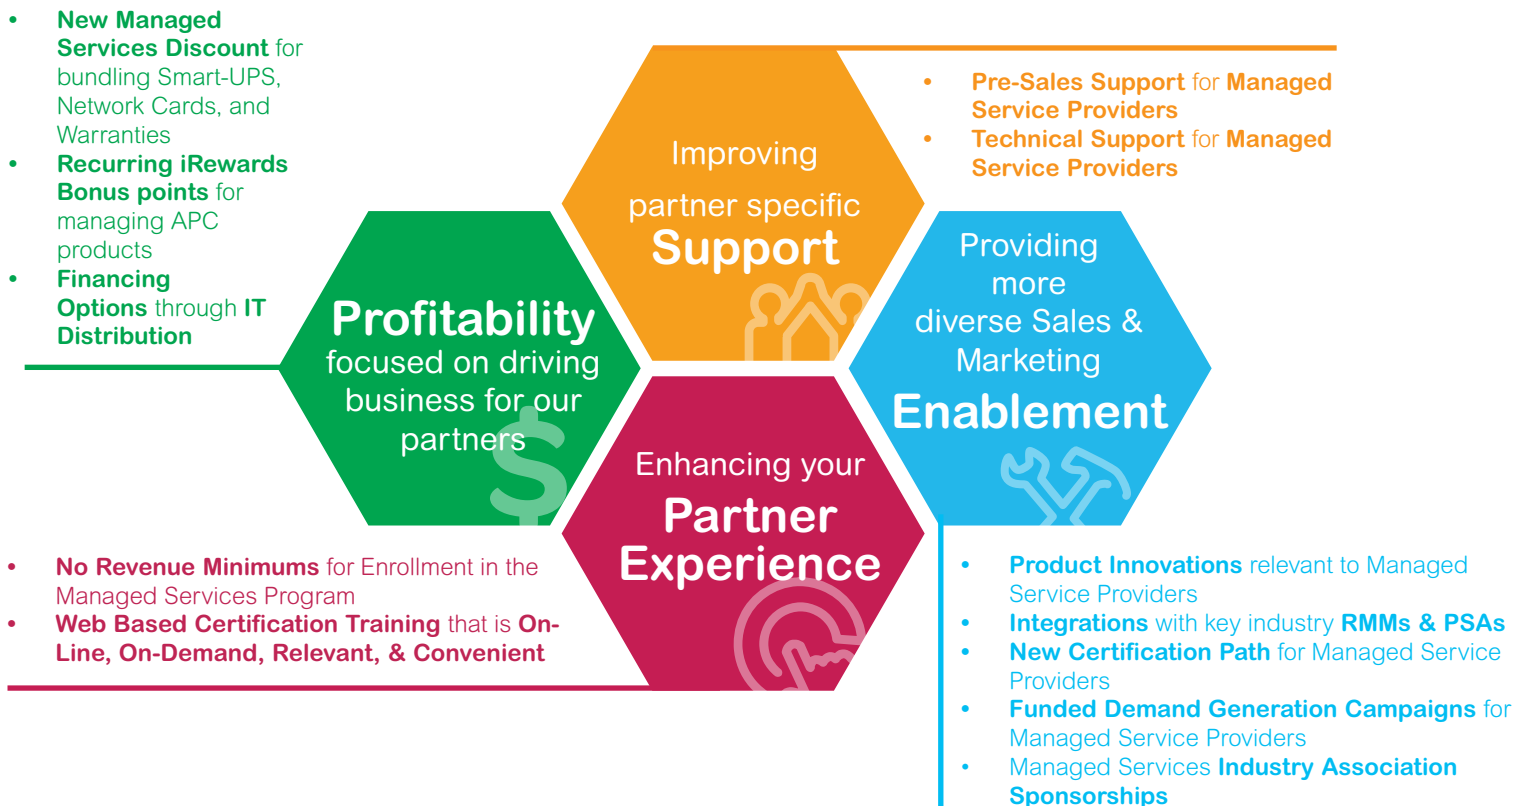 • New Managed
Services Discount for
bundling Smart-UPS,
Network Cards, and
Warranties
• Recurring iRewards
Bonus points for
managing APC
products
• Financing
Options through IT
Distribution
Improving
partner specific
Support
• Pre-Sales Support for Managed
Service Providers
• Technical Support for Managed
Service Providers
Profitability
focused on driving
business for our
partners
Providing
more
diverse Sales &
Marketing
Enablement
Enhancing your
Partner
Experience
• No Revenue Minimums for Enrollment in the
Managed Services Program
• Web Based Certification Training that is On-
Line, On-Demand, Relevant, & Convenient
• Product Innovations relevant to Managed
Service Providers
• Integrations with key industry RMMs & PSAs
• New Certification Path for Managed Service
Providers
• Funded Demand Generation Campaigns for
Managed Service Providers
• Managed Services Industry Association
Sponsorships